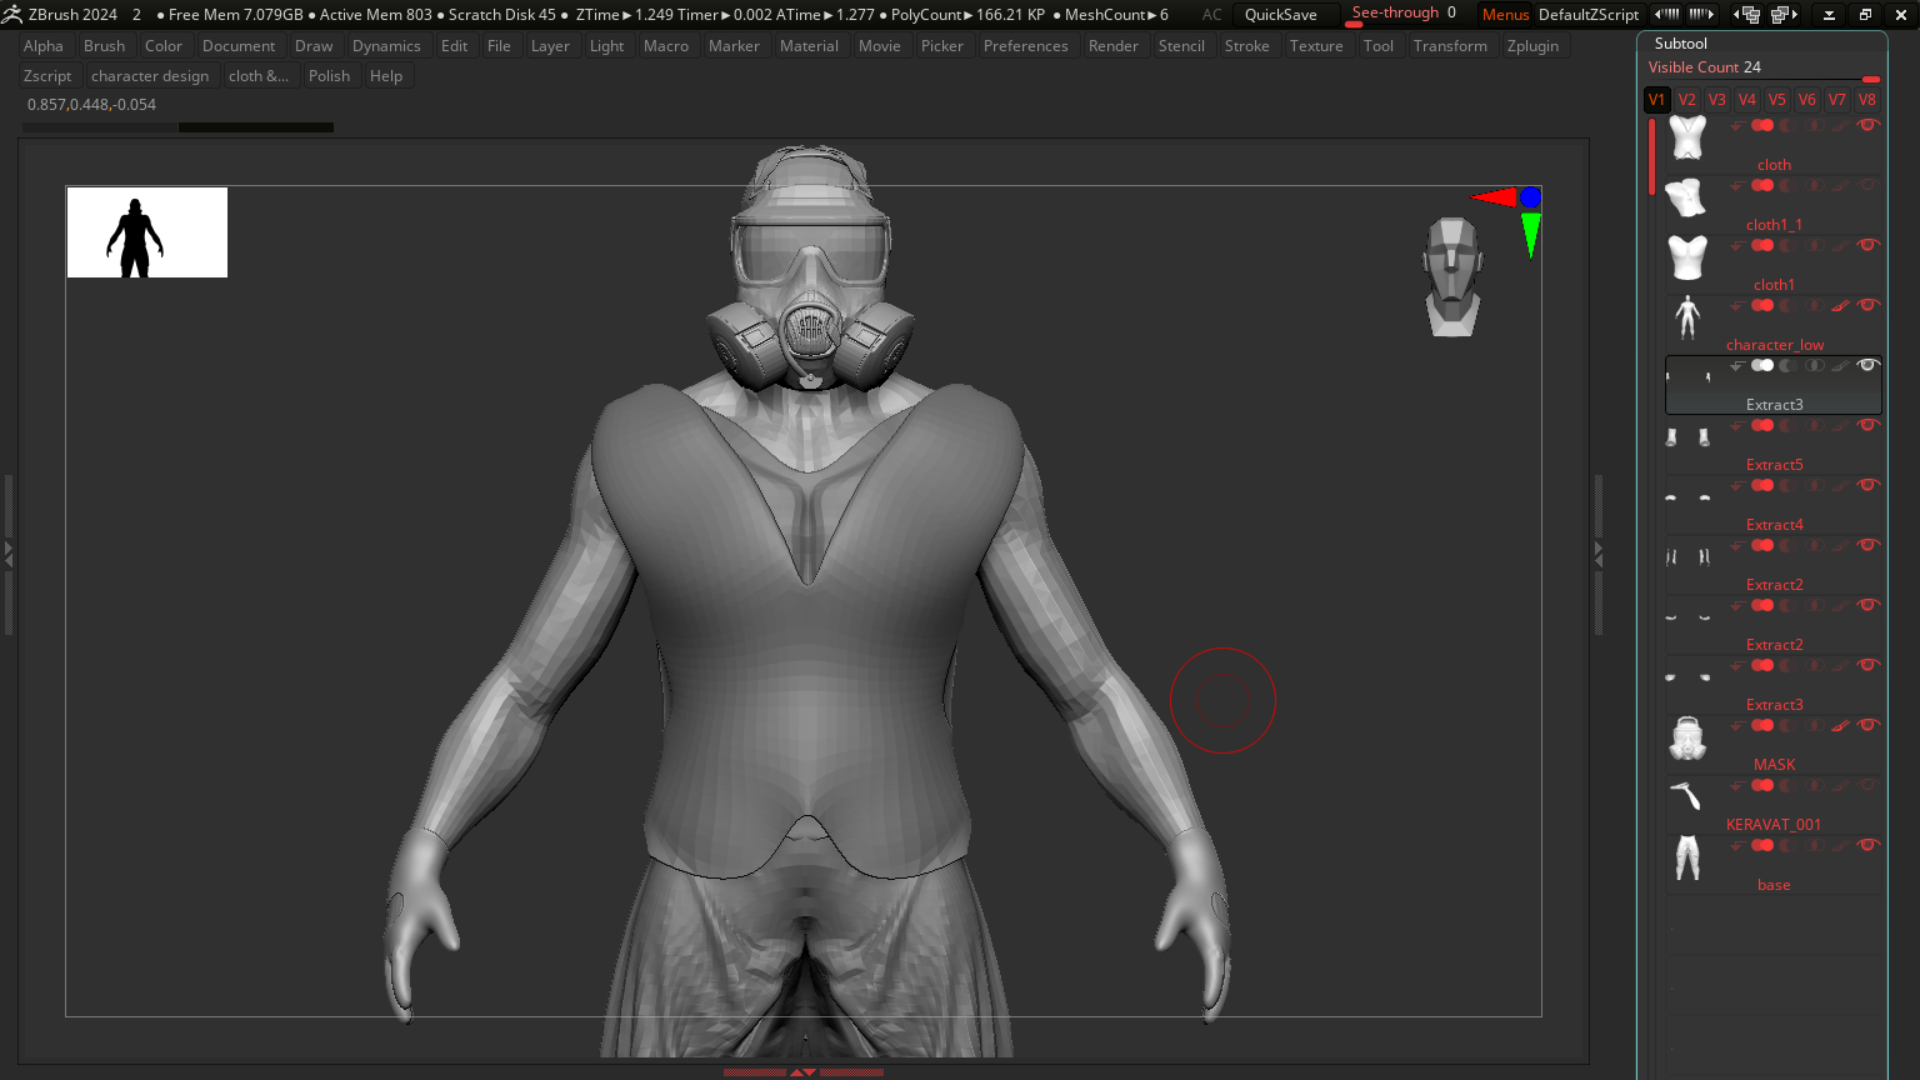 ZBrush 2024 2 ● Free Mem 7.079GB ● Active Mem 803 ● Scratch Disk 45 ● ZTime►1.249 Timer►0.002 ATime►1.277 ● PolyCount►166.21 KP ● MeshCount►6 AC QuickSave See-through 0 Menus DefaultZScript
Alpha Brush Color Document Draw Dynamics Edit File Layer Light Macro Marker Material Movie Picker Preferences Render Stencil Stroke Texture Tool Transform Zplugin
Zscript character design cloth &... Polish Help
0.857,0.448,-0.054
Subtool
Visible Count 24
V1 V2 V3 V4 V5 V6 V7 V8
cloth
cloth1_1
cloth1
character_low
Extract3
Extract5
Extract4
Extract2
Extract2
Extract3
MASK
KERAVAT_001
base